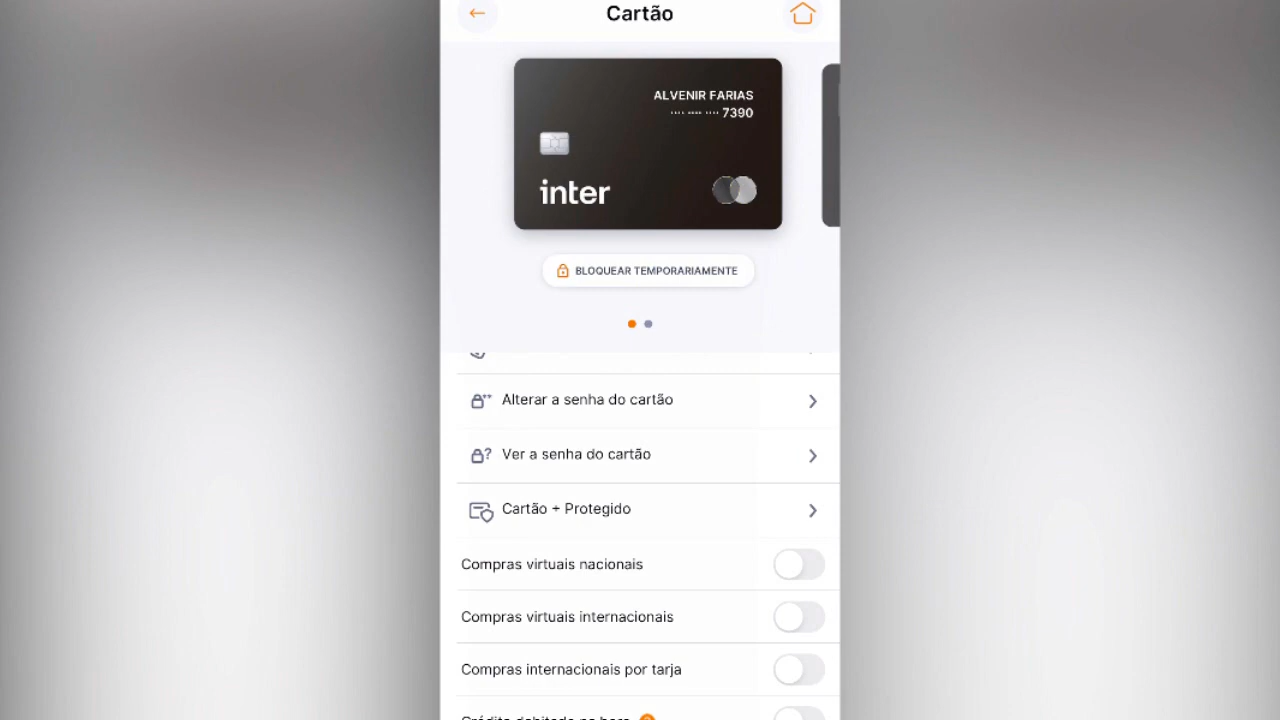 Cartão
ALVENIR FARIAS
···· ···· ···· 7390
inter
BLOQUEAR TEMPORARIAMENTE
Alterar a senha do cartão
Ver a senha do cartão
Cartão + Protegido
Compras virtuais nacionais
Compras virtuais internacionais
Compras internacionais por tarja